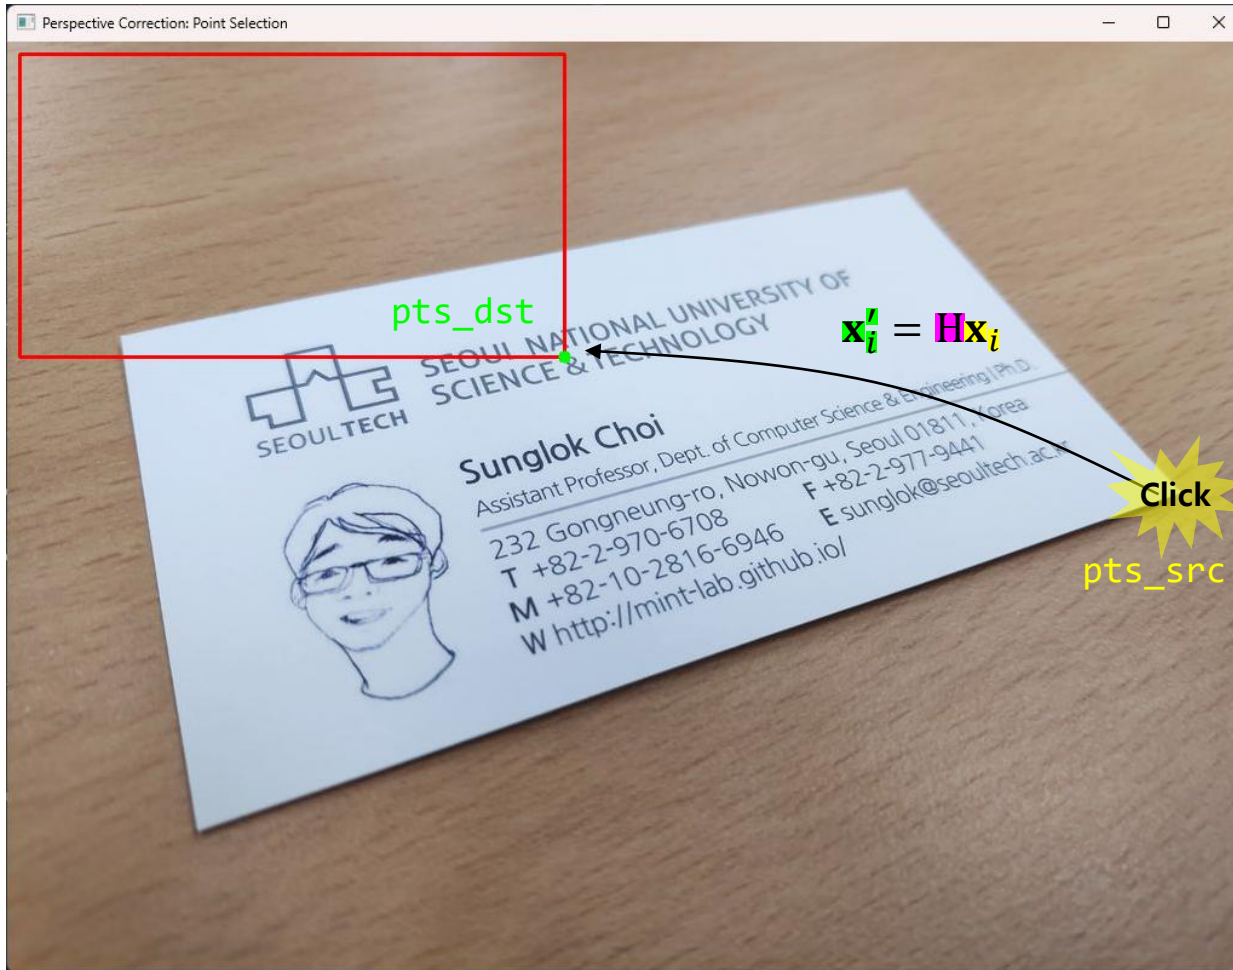 Perspective Correction: Point Selection
pts_dst
SEOUL NATIONAL UNIVERSITY OF
SCIENCE & TECHNOLOGY
x′ᵢ = Hxᵢ
SEOULTECH
Sunglok Choi
Assistant Professor, Dept. of Computer Science & Engineering | Ph.D.
232 Gongneung-ro, Nowon-gu, Seoul 01811, Korea
T +82-2-970-6708 F +82-2-977-9441
M +82-10-2816-6946 E sunglok@seoultech.ac.kr
W http://mint-lab.github.io/
Click
pts_src